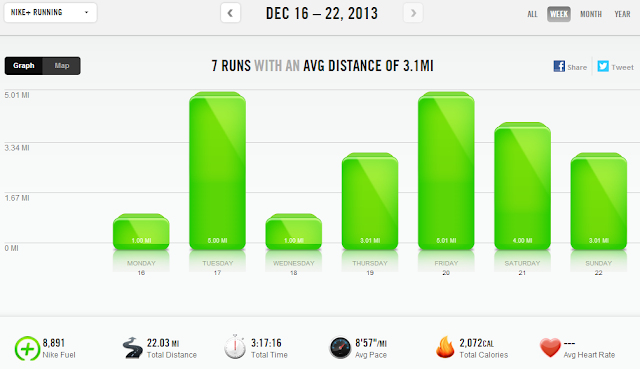 NIKE+ RUNNING
DEC 16 – 22, 2013
ALL WEEK MONTH YEAR
Graph Map
7 RUNS WITH AN AVG DISTANCE OF 3.1MI
Share Tweet
5.01 MI
3.34 MI
1.67 MI
0 MI
1.00 MI 5.00 MI 1.00 MI 3.01 MI 5.01 MI 4.00 MI 3.01 MI
MONDAY TUESDAY WEDNESDAY THURSDAY FRIDAY SATURDAY SUNDAY
16 17 18 19 20 21 22
8,891 22.03 MI 3:17:16 8'57"/MI 2,072CAL ---
Nike Fuel Total Distance Total Time Avg Pace Total Calories Avg Heart Rate